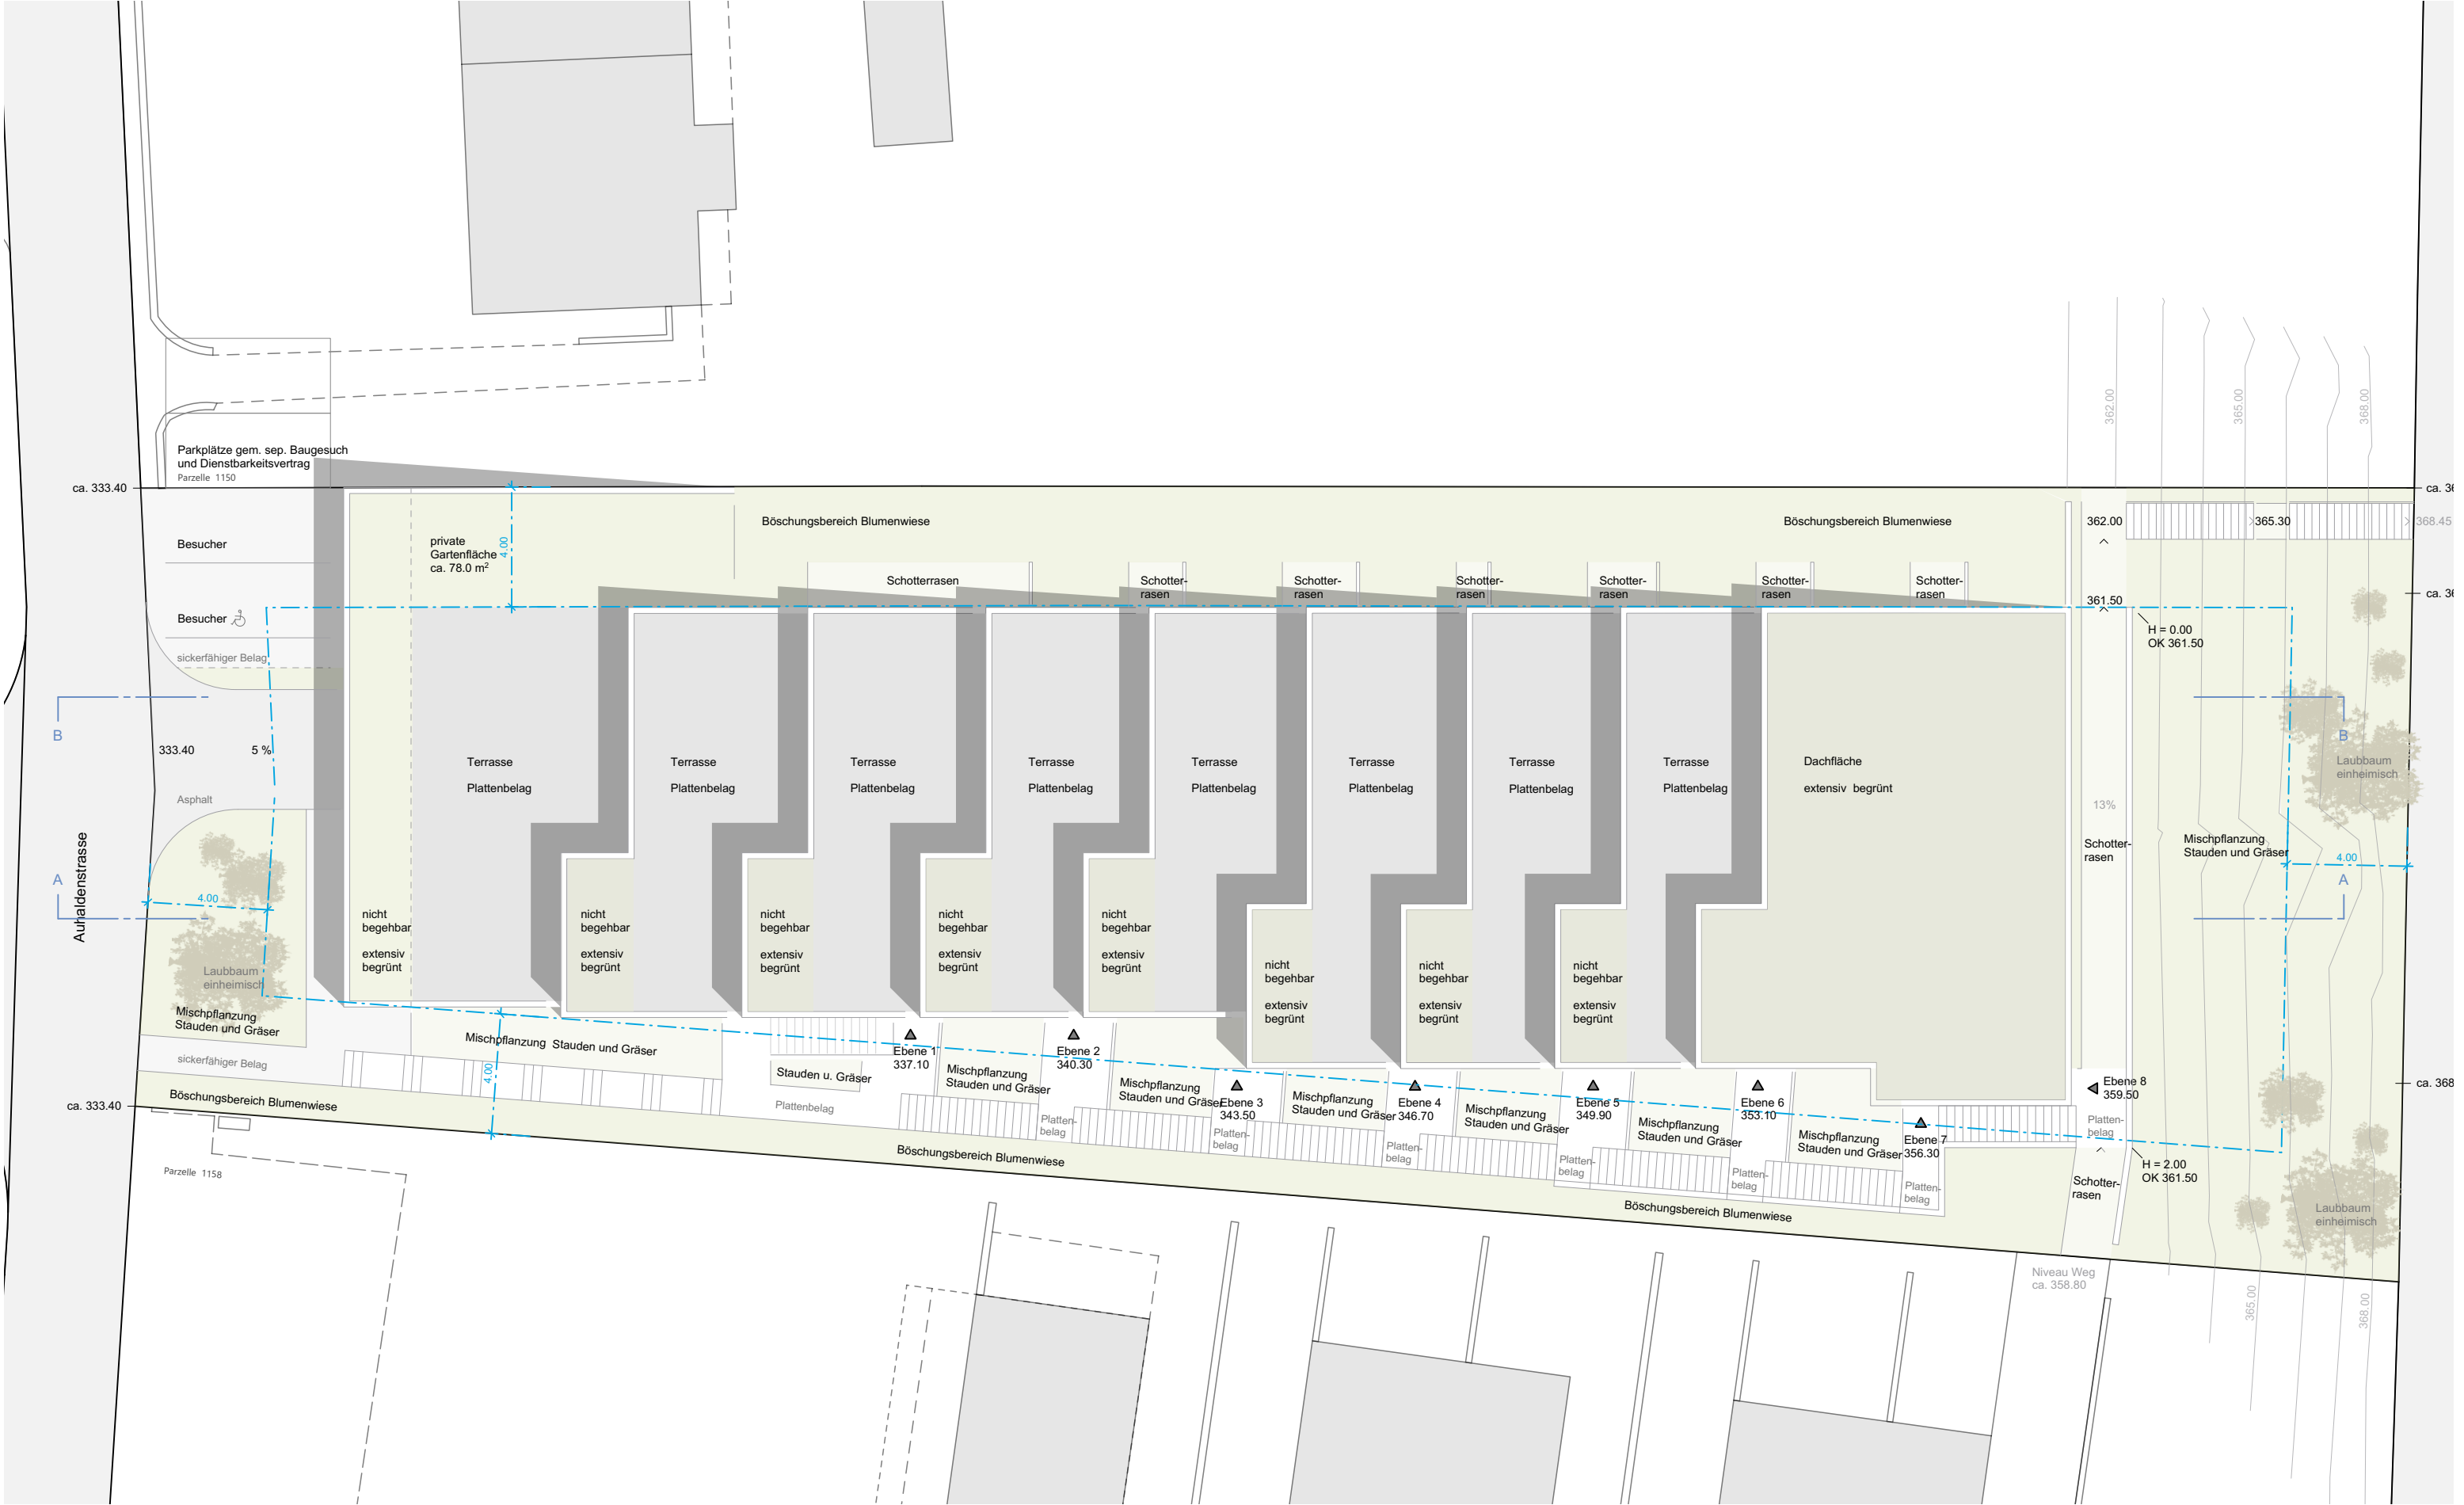 362.00
365.00
368.00
Parkplätze gem. sep. Baugesuch
und Dienstbarkeitsvertrag
Parzelle 1150
ca. 333.40
ca. 36
Böschungsbereich Blumenwiese
Böschungsbereich Blumenwiese
362.00
365.30
368.45
Besucher
private
Gartenfläche
ca. 78.0 m²
4.00
Schotterrasen
Schotter-
rasen
Schotter-
rasen
Schotter-
rasen
Schotter-
rasen
Schotter-
rasen
Schotter-
rasen
361.50
ca. 36
Besucher
H = 0.00
OK 361.50
sickerfähiger Belag
B
333.40
5 %
Terrasse
Plattenbelag
Terrasse
Plattenbelag
Terrasse
Plattenbelag
Terrasse
Plattenbelag
Terrasse
Plattenbelag
Terrasse
Plattenbelag
Terrasse
Plattenbelag
Terrasse
Plattenbelag
Dachfläche
extensiv begrünt
B
Laubbaum
einheimisch
Asphalt
13%
Auhaldenstrasse
Schotter-
rasen
Mischpflanzung
Stauden und Gräser
4.00
A
A
4.00
nicht
begehbar
extensiv
begrünt
nicht
begehbar
extensiv
begrünt
nicht
begehbar
extensiv
begrünt
nicht
begehbar
extensiv
begrünt
nicht
begehbar
extensiv
begrünt
nicht
begehbar
extensiv
begrünt
nicht
begehbar
extensiv
begrünt
nicht
begehbar
extensiv
begrünt
Laubbaum
einheimisch
Mischpflanzung
Stauden und Gräser
Mischpflanzung Stauden und Gräser
sickerfähiger Belag
4.00
Böschungsbereich Blumenwiese
ca. 333.40
Stauden u. Gräser
Plattenbelag
Ebene 1
337.10
Mischpflanzung
Stauden und Gräser
Ebene 2
340.30
Platten-
belag
Mischpflanzung
Stauden und Gräser
Ebene 3
343.50
Platten-
belag
Mischpflanzung
Stauden und Gräser
Ebene 4
346.70
Platten-
belag
Mischpflanzung
Stauden und Gräser
Ebene 5
349.90
Platten-
belag
Mischpflanzung
Stauden und Gräser
Ebene 6
353.10
Platten-
belag
Mischpflanzung
Stauden und Gräser
Ebene 7
356.30
Platten-
belag
Ebene 8
359.50
Platten-
belag
ca. 368
H = 2.00
OK 361.50
Schotter-
rasen
Böschungsbereich Blumenwiese
Böschungsbereich Blumenwiese
Laubbaum
einheimisch
Parzelle 1158
Niveau Weg
ca. 358.80
365.00
368.00